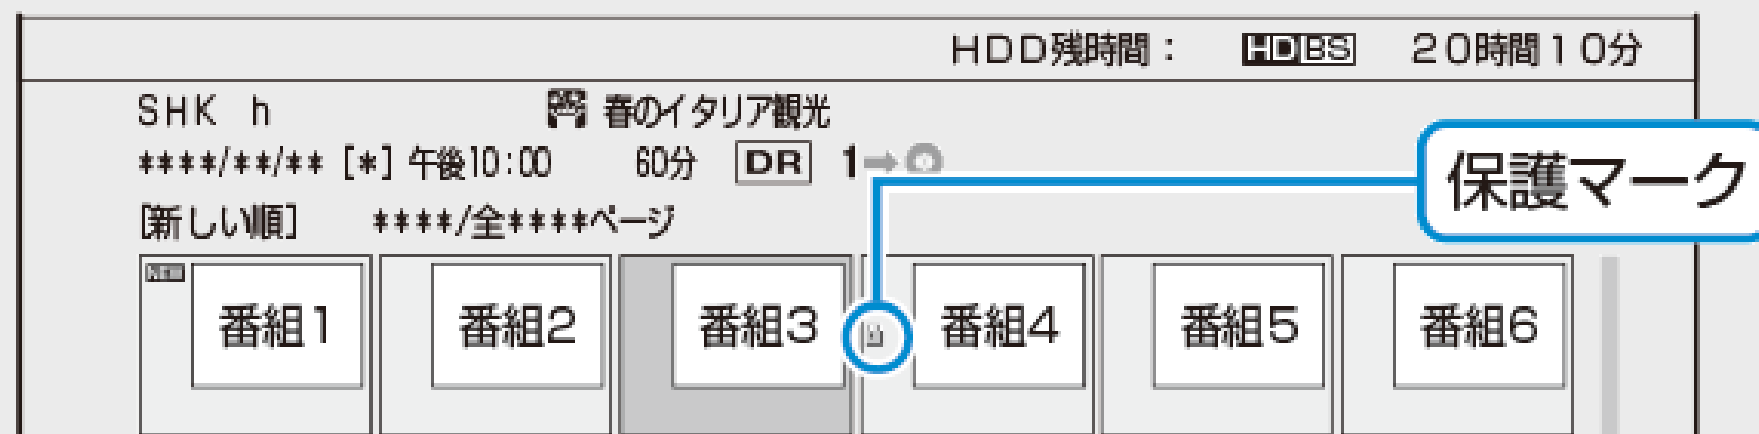 HDD残時間： HD BS 20時間10分
SHK h 春のイタリア観光
****/**/** [*] 午後10:00 60分 DR 1➡
保護マーク
[新しい順] ****/全****ページ
NEW
番組1 番組2 番組3 番組4 番組5 番組6